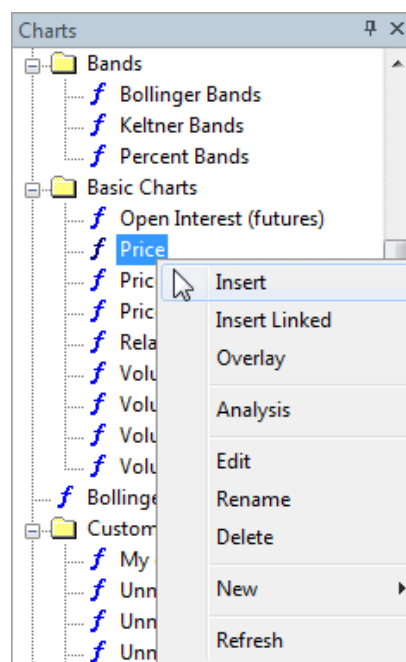 Charts
Bands
Bollinger Bands
Keltner Bands
Percent Bands
Basic Charts
Open Interest (futures)
Price
Insert
Insert Linked
Overlay
Analysis
Edit
Rename
Delete
New
Refresh
My